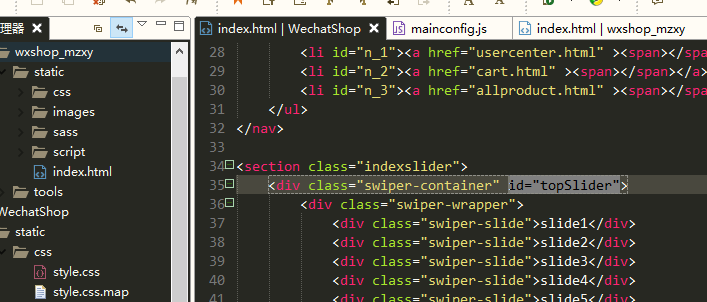 理器
index.html | WechatShop
mainconfig.js
index.html | wxshop_mzxy
wxshop_mzxy
static
css
images
sass
script
index.html
tools
WechatShop
static
css
style.css
style.css.map
28 <li id="n_1"><a href="usercenter.html" ><span></sp
29 <li id="n_2"><a href="cart.html" ><span></span></a>
30 <li id="n_3"><a href="allproduct.html" ><span></sp
31 </ul>
32 </nav>
33
34 <section class="indexslider">
35 <div class="swiper-container" id="topSlider">
36 <div class="swiper-wrapper">
37 <div class="swiper-slide">slide1</div>
38 <div class="swiper-slide">slide2</div>
39 <div class="swiper-slide">slide3</div>
40 <div class="swiper-slide">slide4</div>
41 <div class="swiper-slide">slide5</div>